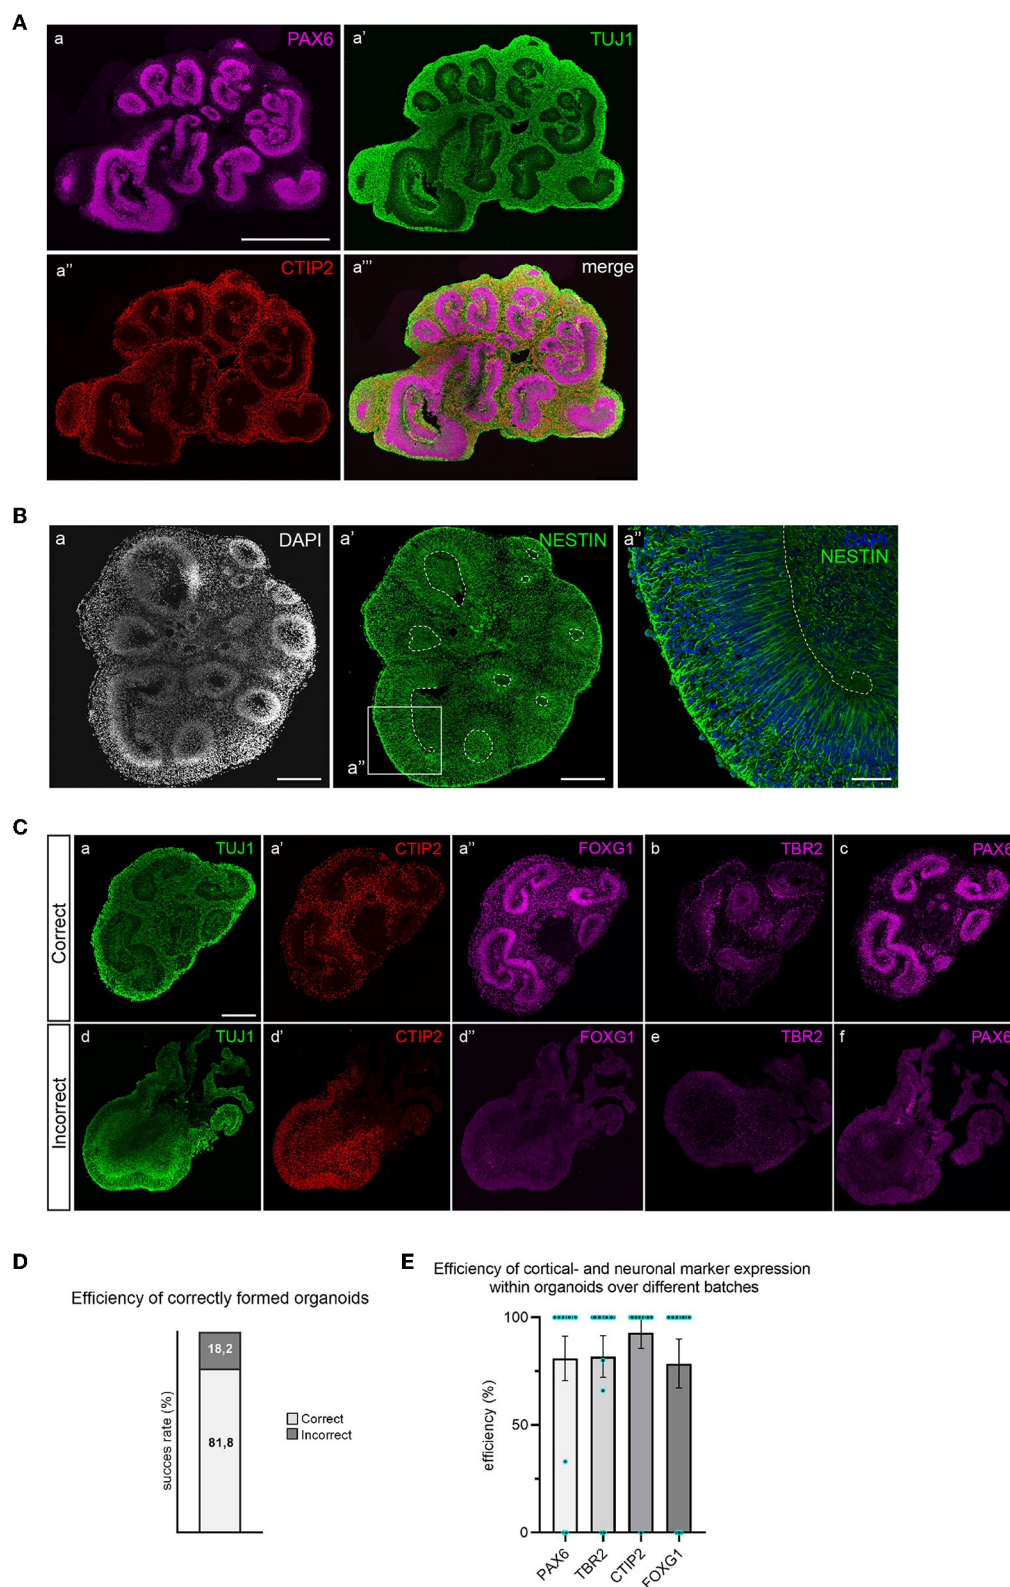 A
a PAX6
a' TUJ1
a'' CTIP2
a''' merge
B
a DAPI
a' NESTIN
a''
a'' DAPI
NESTIN
C
Correct
a TUJ1
a' CTIP2
a'' FOXG1
b TBR2
c PAX6
Incorrect
d TUJ1
d' CTIP2
d'' FOXG1
e TBR2
f PAX6
D
Efficiency of correctly formed organoids
succes rate (%)
18,2
81,8
Correct
Incorrect
E
Efficiency of cortical- and neuronal marker expression
within organoids over different batches
efficiency (%)
100
50
0
PAX6
TBR2
CTIP2
FOXG1